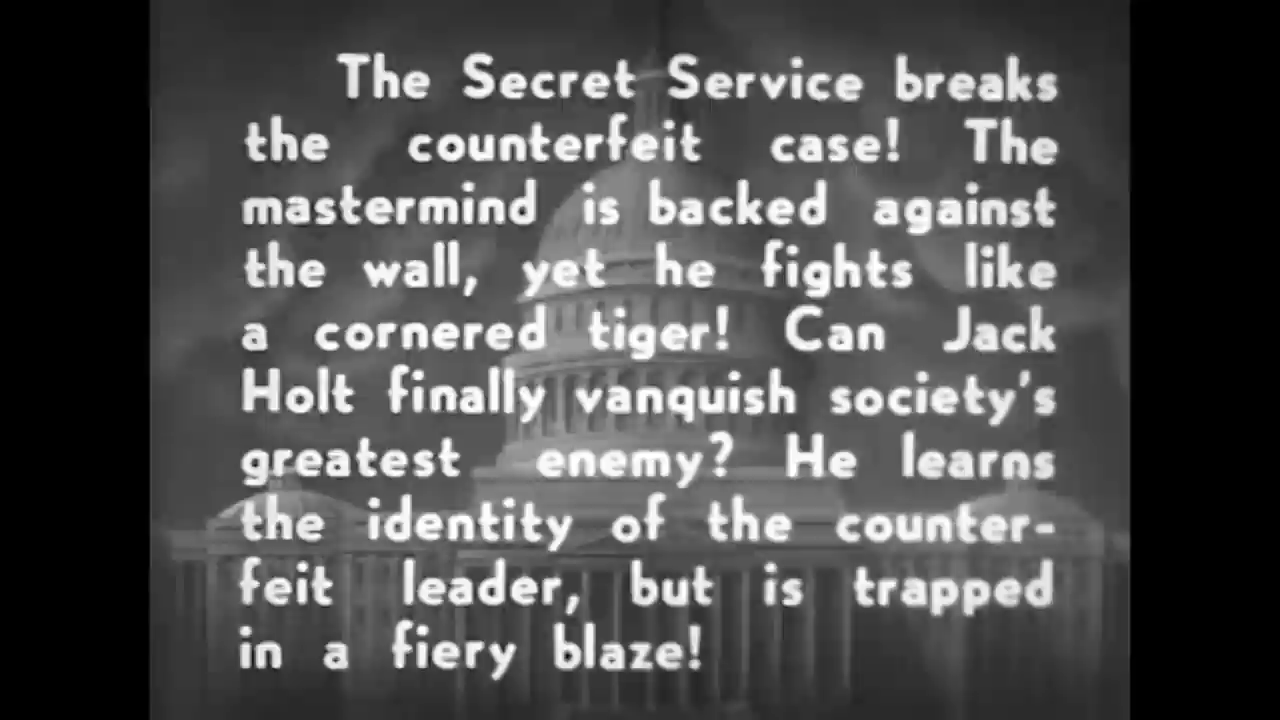 The Secret Service breaks
the counterfeit case! The
mastermind is backed against
the wall, yet he fights like
a cornered tiger! Can Jack
Holt finally vanquish society's
greatest enemy? He learns
the identity of the counter-
feit leader, but is trapped
in a fiery blaze!